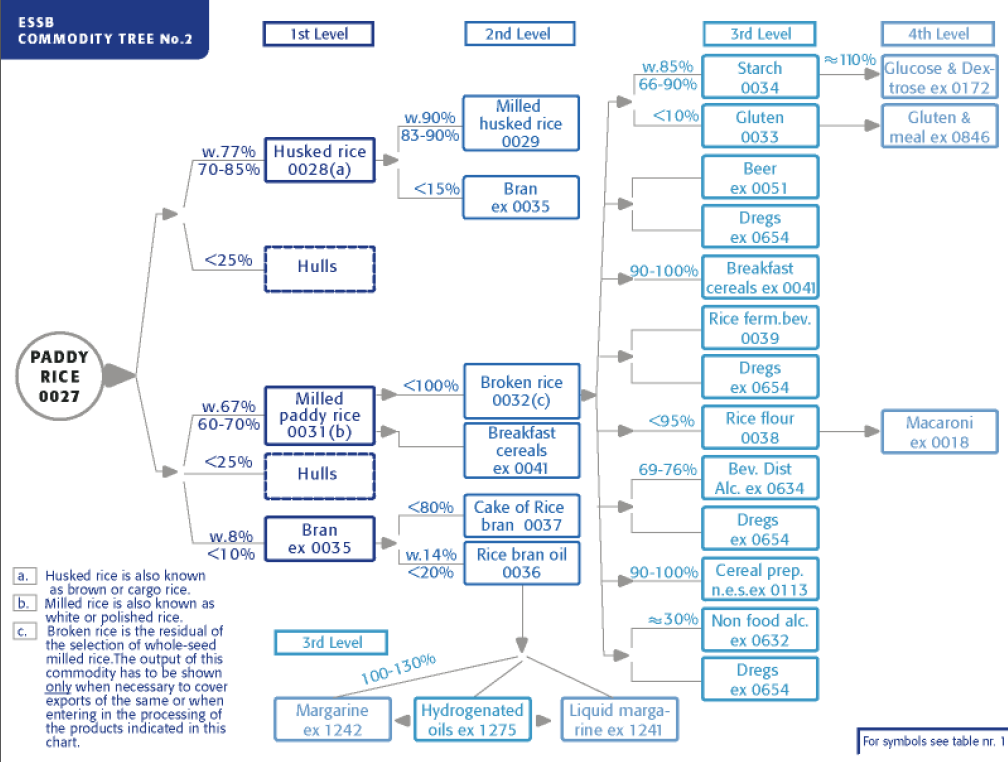 ESSB
COMMODITY TREE No.2
1st Level
2nd Level
3rd Level
4th Level
PADDY
RICE
0027
w.77%
70-85%
Husked rice
0028(a)
<25%
Hulls
w.67%
60-70%
Milled
paddy rice
0031(b)
<25%
Hulls
w.8%
<10%
Bran
ex 0035
w.90%
83-90%
Milled
husked rice
0029
<15%
Bran
ex 0035
<100%
Broken rice
0032(c)
Breakfast
cereals
ex 0041
<80%
Cake of Rice
bran 0037
w.14%
<20%
Rice bran oil
0036
w.85%
66-90%
Starch
0034
≈110%
Glucose & Dex-
trose ex 0172
<10%
Gluten
0033
Gluten &
meal ex 0846
Beer
ex 0051
Dregs
ex 0654
90-100%
Breakfast
cereals ex 0041
Rice ferm.bev.
0039
Dregs
ex 0654
<95%
Rice flour
0038
Macaroni
ex 0018
69-76%
Bev. Dist
Alc. ex 0634
Dregs
ex 0654
90-100%
Cereal prep.
n.e.s.ex 0113
≈30%
Non food alc.
ex 0632
Dregs
ex 0654
3rd Level
100-130%
Margarine
ex 1242
Hydrogenated
oils ex 1275
Liquid marga-
rine ex 1241
a. Husked rice is also known
as brown or cargo rice.
b. Milled rice is also known as
white or polished rice.
c. Broken rice is the residual of
the selection of whole-seed
milled rice.The output of this
commodity has to be shown
only when necessary to cover
exports of the same or when
entering in the processing of
the products indicated in this
chart.
For symbols see table nr. 1